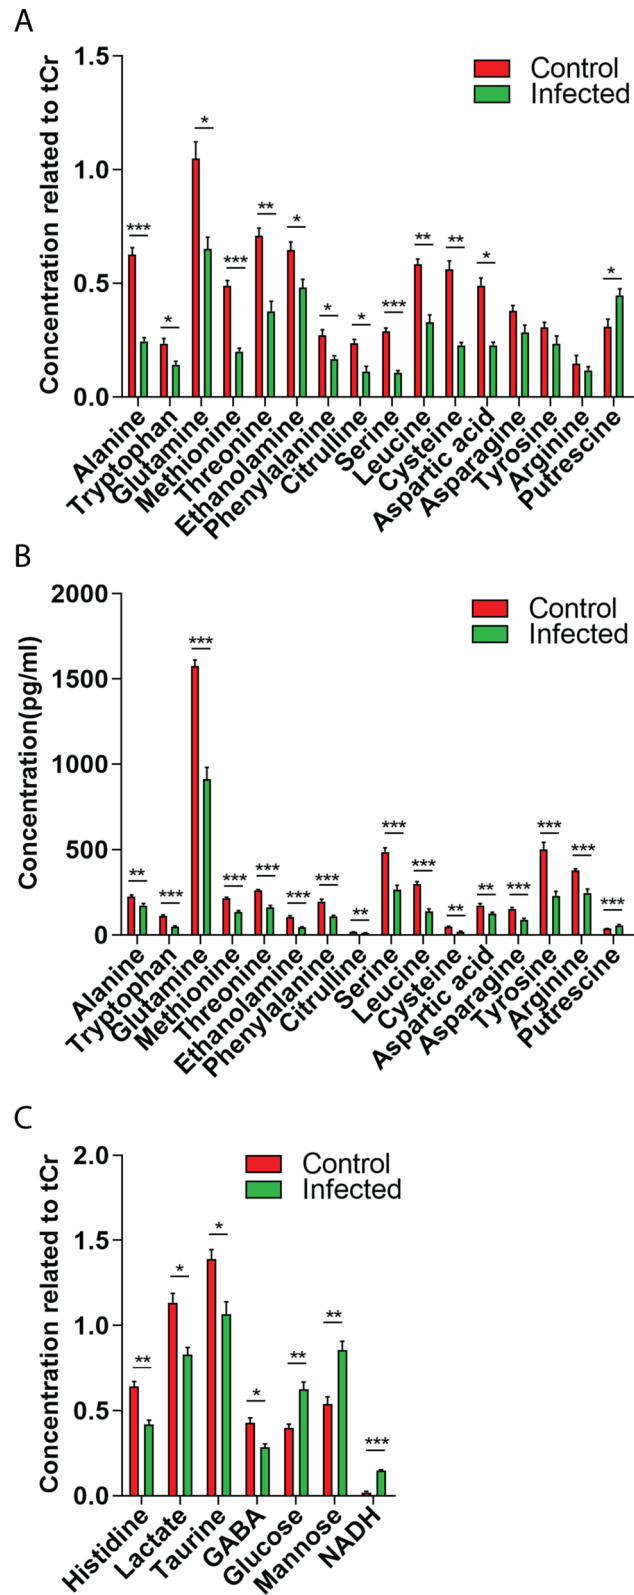 A
Concentration related to tCr
1.5
1.0
0.5
0.0
Control
Infected
***
*
*
***
**
*
*
*
***
**
**
*
*
Alanine
Tryptophan
Glutamine
Methionine
Threonine
Ethanolamine
Phenylalanine
Citrulline
Serine
Leucine
Cysteine
Aspartic acid
Asparagine
Tyrosine
Arginine
Putrescine
B
Concentration(pg/ml)
2000
1500
1000
500
0
Control
Infected
**
***
***
***
***
***
***
**
***
***
**
**
***
***
***
***
Alanine
Tryptophan
Glutamine
Methionine
Threonine
Ethanolamine
Phenylalanine
Citrulline
Serine
Leucine
Cysteine
Aspartic acid
Asparagine
Tyrosine
Arginine
Putrescine
C
Concentration related to tCr
2.0
1.5
1.0
0.5
0.0
Control
Infected
**
*
*
*
**
**
***
Histidine
Lactate
Taurine
GABA
Glucose
Mannose
NADH